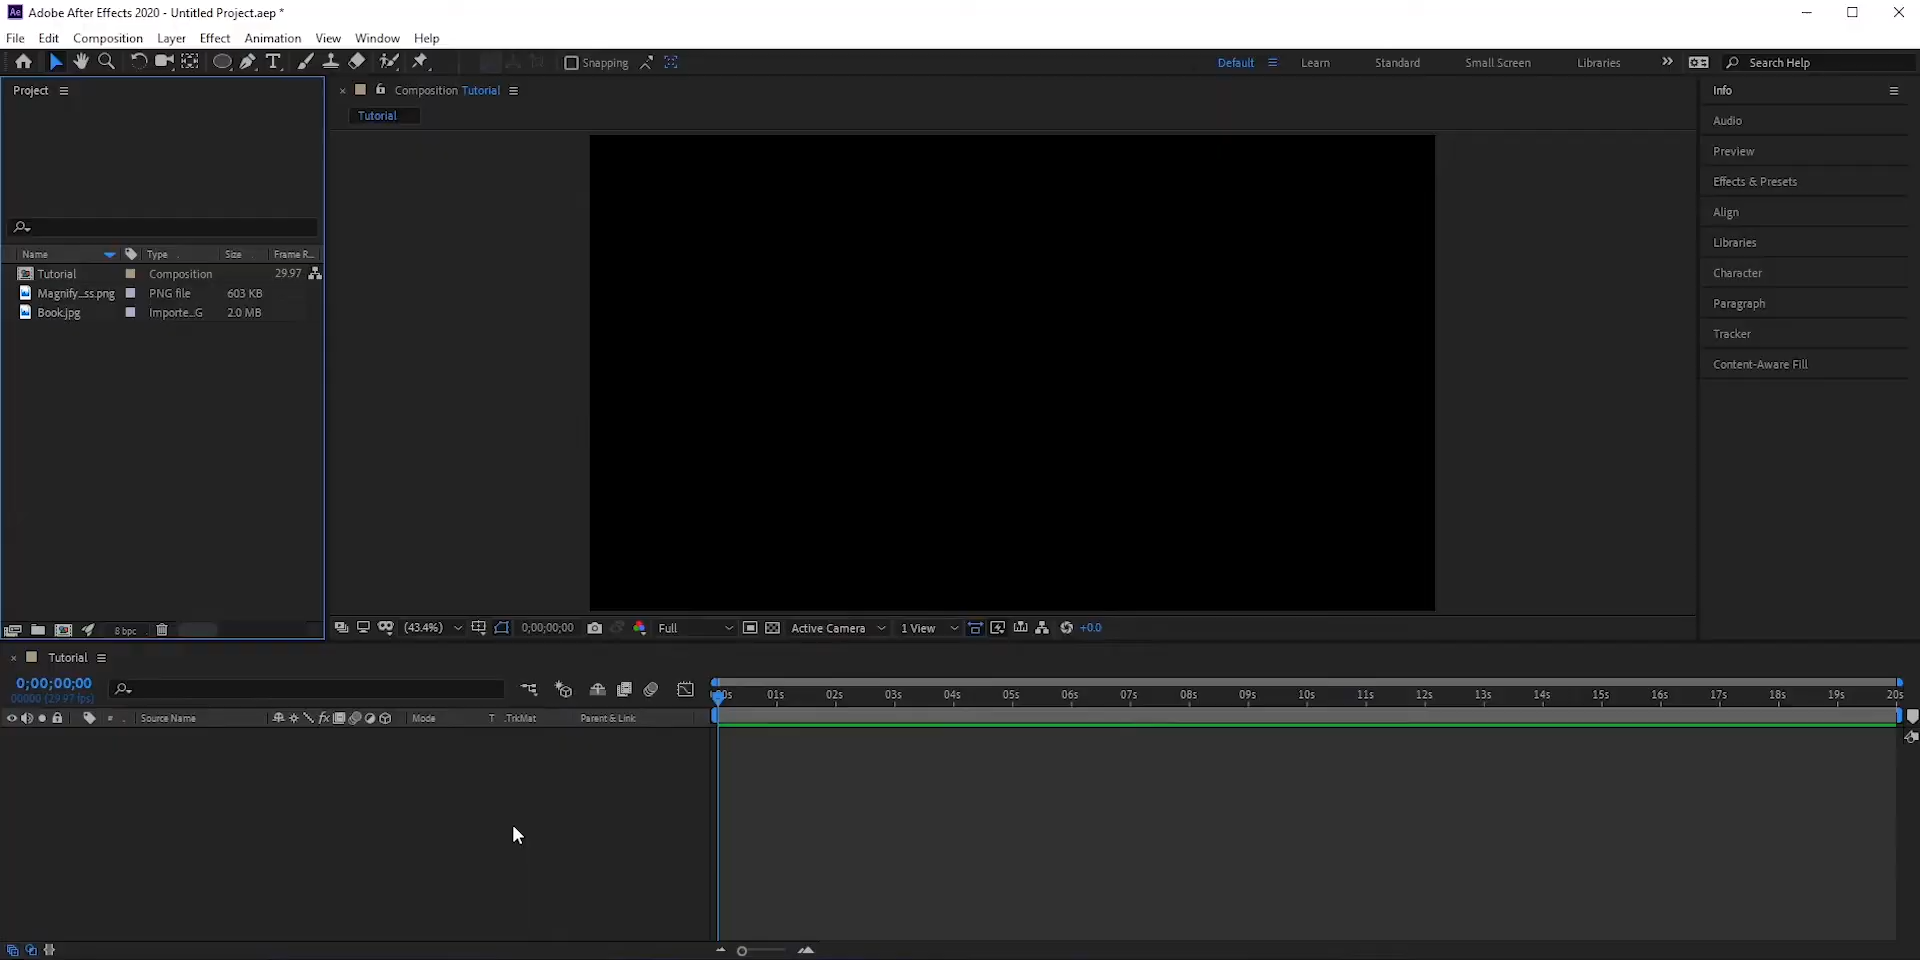 Ae Adobe After Effects 2020 - Untitled Project.aep *
File Edit Composition Layer Effect Animation View Window Help
Snapping Default Learn Standard Small Screen Libraries Search Help
Project
Composition Tutorial
Tutorial
Info
Audio
Preview
Effects & Presets
Align
Libraries
Character
Paragraph
Tracker
Content-Aware Fill
Name Type Size Frame R...
Tutorial Composition 29.97
Magnify_ss.png PNG file 603 KB
Book.jpg Importe...G 2.0 MB
8 bpc
(43.4%) 0;00;00;00 Full Active Camera 1 View +0.0
Tutorial
0;00;00;00
00000 (29.97 fps)
01s 02s 03s 04s 05s 06s 07s 08s 09s 10s 11s 12s 13s 14s 15s 16s 17s 18s 19s 20s
# Source Name fx Mode T .TrkMat Parent & Link